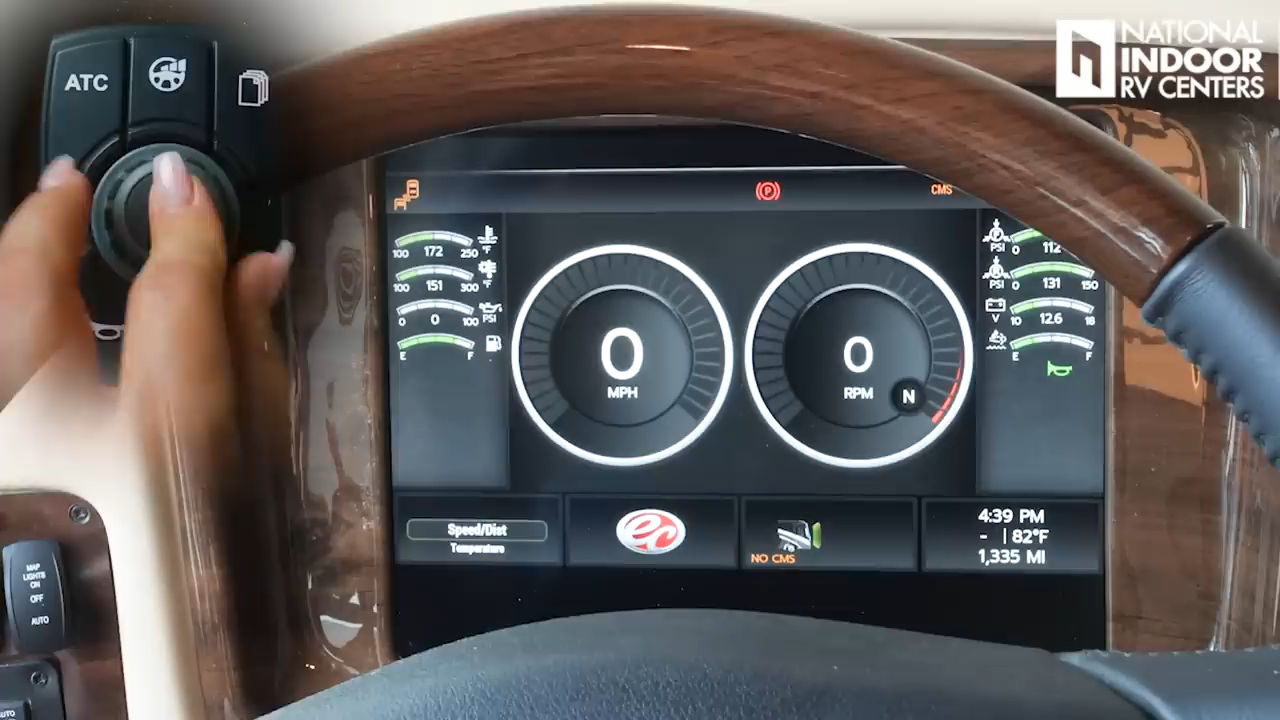 ATC
NATIONAL
INDOOR
RV CENTERS
CMS
100 172 250 °F
100 151 300 °F
0 0 100 PSI
E F
0 MPH
0 RPM
N
PSI 0 112
PSI 0 131 150
V 10 12.6 18
E F
Speed/Dist
Temperature
ec
NO CMS
4:39 PM
- | 82°F
1,335 MI
MAP
LIGHTS
ON
OFF
AUTO
AUTO